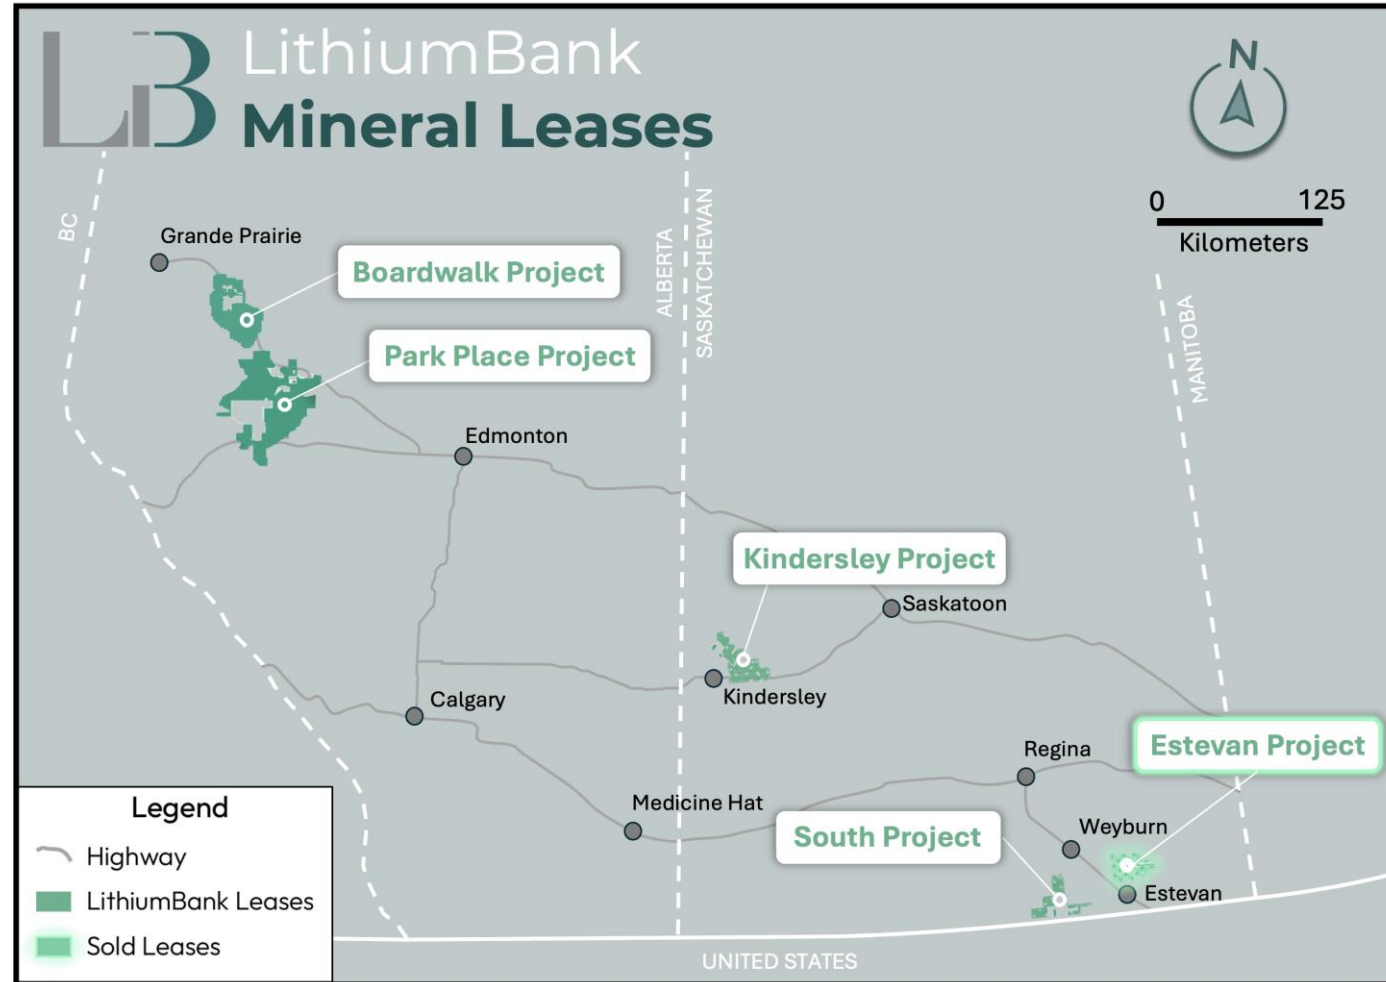 LiB
LithiumBank
Mineral Leases
N
0 125
Kilometers
BC
ALBERTA
SASKATCHEWAN
MANITOBA
Grande Prairie
Boardwalk Project
Park Place Project
Edmonton
Kindersley Project
Saskatoon
Kindersley
Calgary
Estevan Project
Regina
Medicine Hat
South Project
Weyburn
Estevan
UNITED STATES
Legend
Highway
LithiumBank Leases
Sold Leases